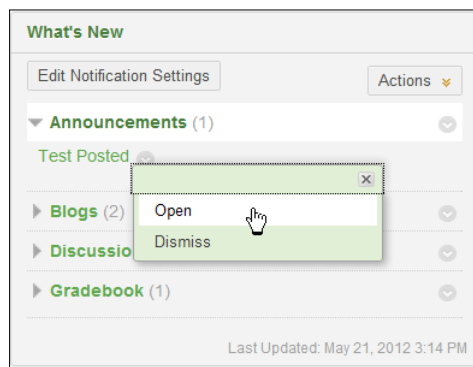 What's New
Edit Notification Settings
Actions
Announcements (1)
Test Posted
Open
Dismiss
Blogs (2)
Discussio
Gradebook (1)
Last Updated: May 21, 2012 3:14 PM